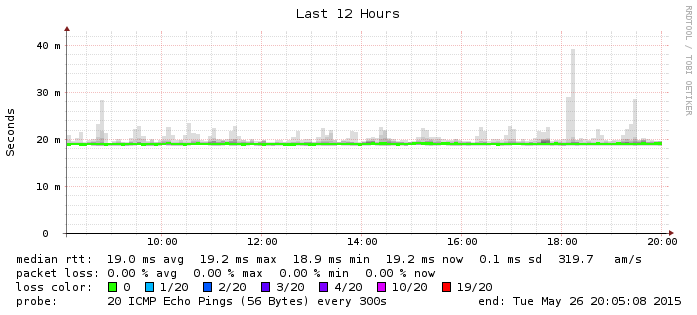 Last 12 Hours
RRDTOOL / TOBI OETIKER
Seconds
40 m
30 m
20 m
10 m
0
10:00 12:00 14:00 16:00 18:00 20:00
median rtt: 19.0 ms avg 19.2 ms max 18.9 ms min 19.2 ms now 0.1 ms sd 319.7 am/s
packet loss: 0.00 % avg 0.00 % max 0.00 % min 0.00 % now
loss color: 0 1/20 2/20 3/20 4/20 10/20 19/20
probe: 20 ICMP Echo Pings (56 Bytes) every 300s end: Tue May 26 20:05:08 2015